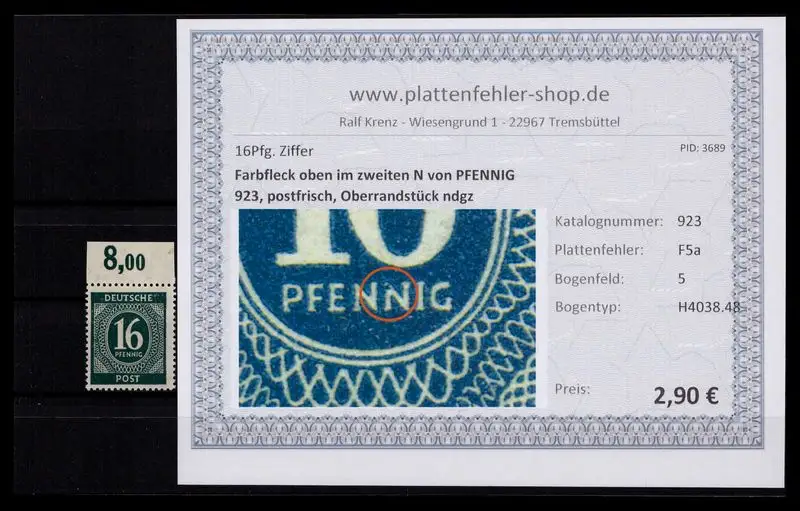 8,00
DEUTSCHE
16
PFENNIG
POST
www.plattenfehler-shop.de
Ralf Krenz - Wiesengrund 1 - 22967 Tremsbüttel
16Pfg. Ziffer
PID: 3689
Farbfleck oben im zweiten N von PFENNIG
923, postfrisch, Oberrandstück ndgz
16
PFENNIG
Katalognummer: 923
Plattenfehler: F5a
Bogenfeld: 5
Bogentyp: H4038.48
Preis: 2,90 €